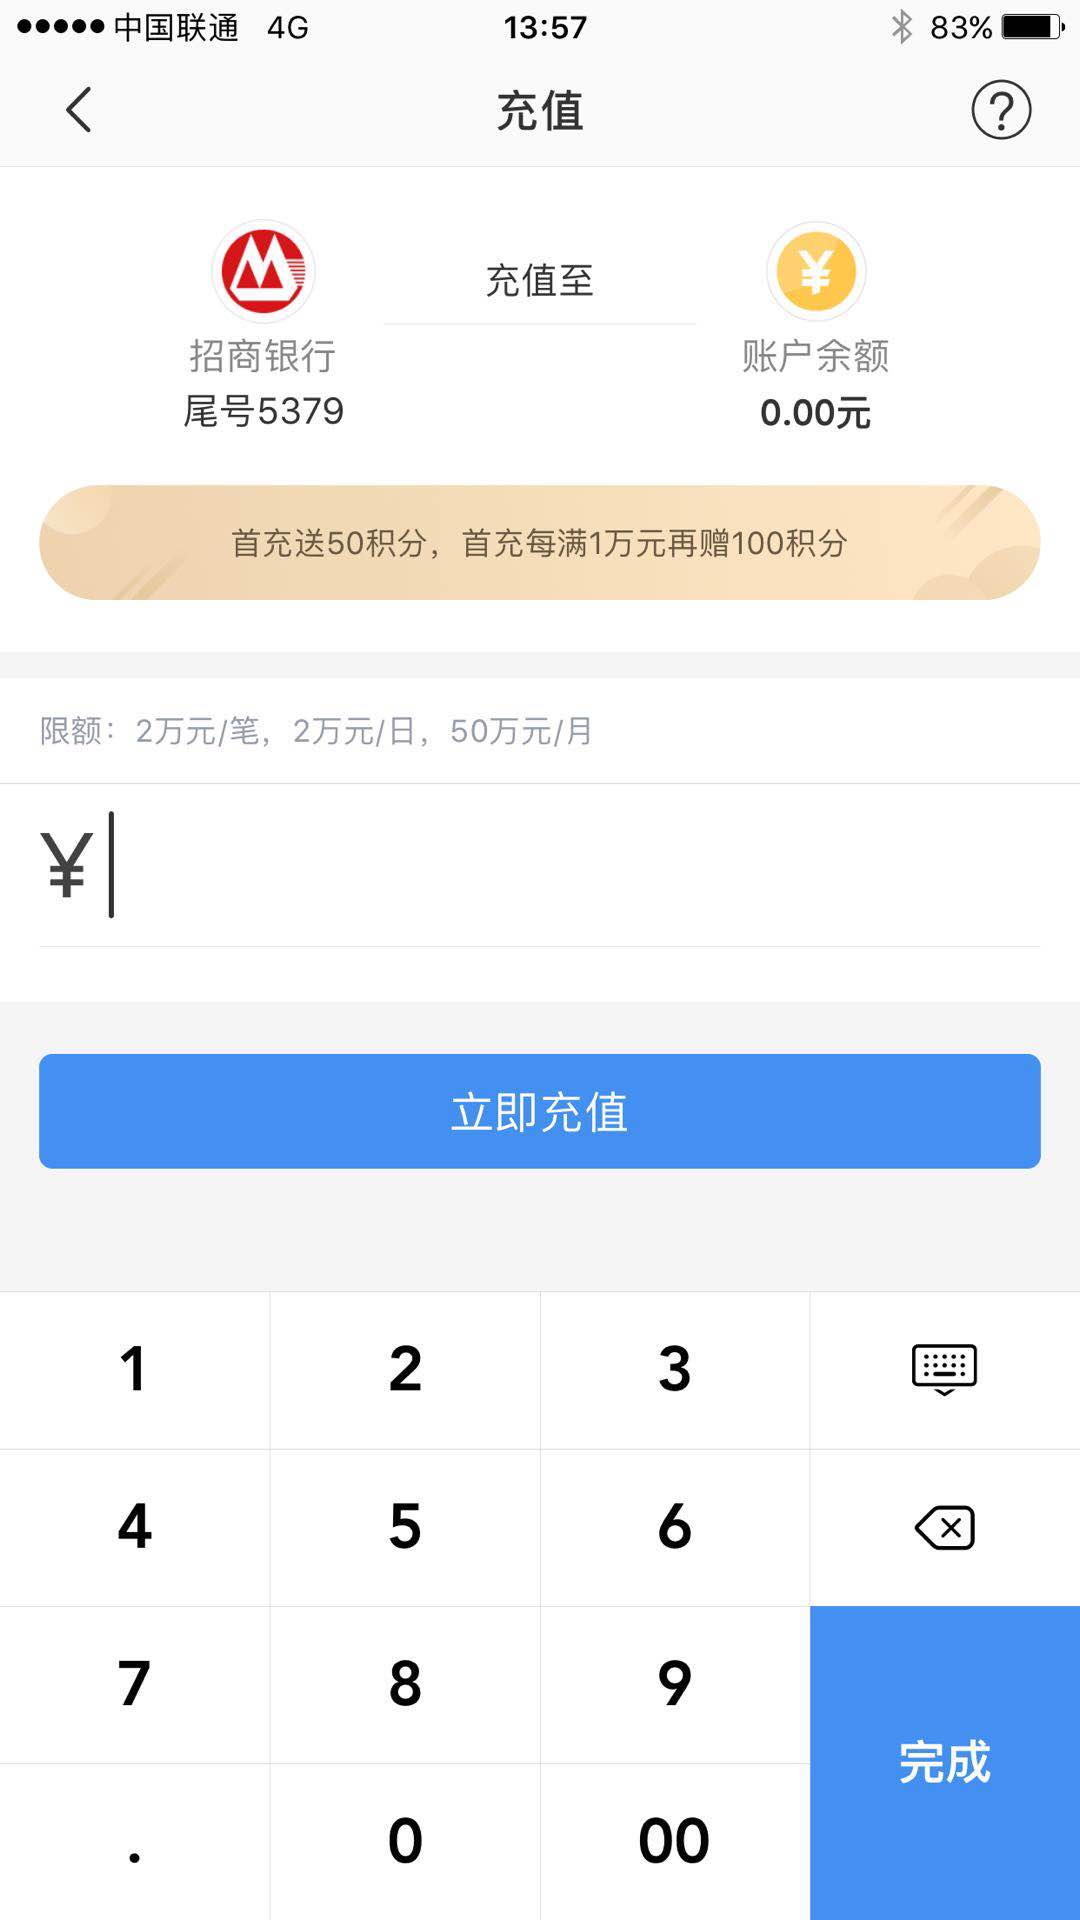 中国联通 4G 13:57 83%
充值
充值至
招商银行 账户余额
尾号5379 0.00元
首充送50积分，首充每满1万元再赠100积分
限额：2万元/笔，2万元/日，50万元/月
¥
立即充值
1 2 3
4 5 6
7 8 9
完成
. 0 00